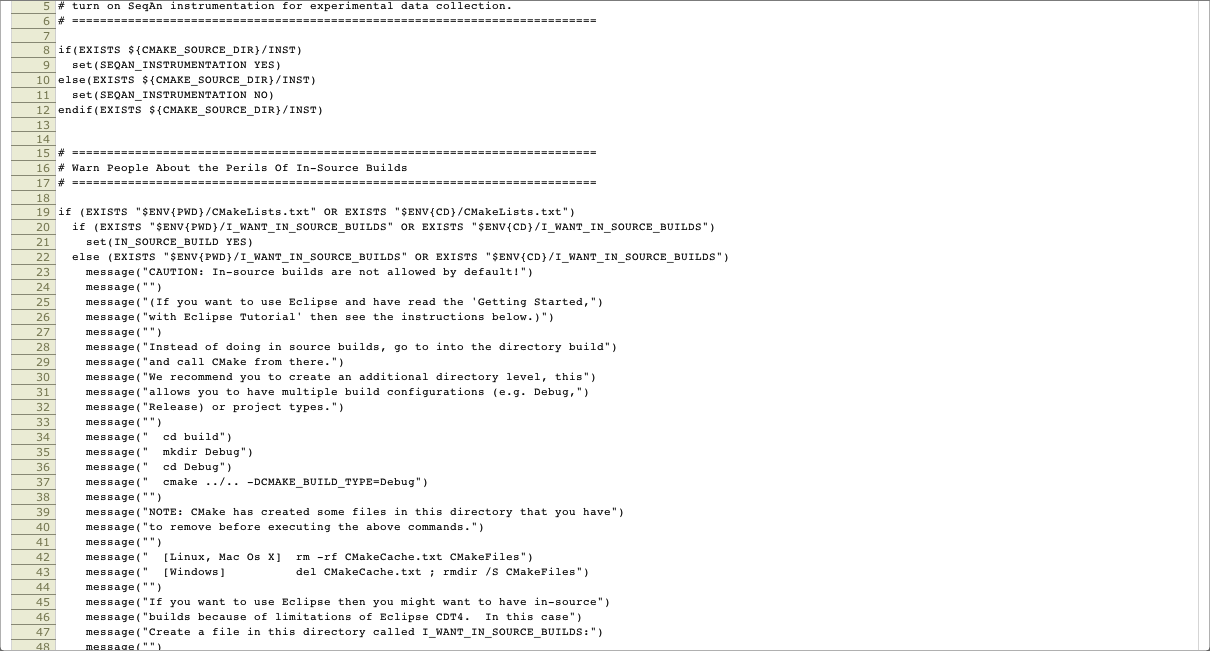 5 # turn on SeqAn instrumentation for experimental data collection.
6 # ===========================================================================
7
8 if(EXISTS ${CMAKE_SOURCE_DIR}/INST)
9   set(SEQAN_INSTRUMENTATION YES)
10 else(EXISTS ${CMAKE_SOURCE_DIR}/INST)
11   set(SEQAN_INSTRUMENTATION NO)
12 endif(EXISTS ${CMAKE_SOURCE_DIR}/INST)
13
14
15 # ===========================================================================
16 # Warn People About the Perils Of In-Source Builds
17 # ===========================================================================
18
19 if (EXISTS "$ENV{PWD}/CMakeLists.txt" OR EXISTS "$ENV{CD}/CMakeLists.txt")
20   if (EXISTS "$ENV{PWD}/I_WANT_IN_SOURCE_BUILDS" OR EXISTS "$ENV{CD}/I_WANT_IN_SOURCE_BUILDS")
21     set(IN_SOURCE_BUILD YES)
22   else (EXISTS "$ENV{PWD}/I_WANT_IN_SOURCE_BUILDS" OR EXISTS "$ENV{CD}/I_WANT_IN_SOURCE_BUILDS")
23     message("CAUTION: In-source builds are not allowed by default!")
24     message("")
25     message("(If you want to use Eclipse and have read the 'Getting Started,")
26     message("with Eclipse Tutorial' then see the instructions below.)")
27     message("")
28     message("Instead of doing in source builds, go to into the directory build")
29     message("and call CMake from there.")
30     message("We recommend you to create an additional directory level, this")
31     message("allows you to have multiple build configurations (e.g. Debug,")
32     message("Release) or project types.")
33     message("")
34     message("  cd build")
35     message("  mkdir Debug")
36     message("  cd Debug")
37     message("  cmake ../.. -DCMAKE_BUILD_TYPE=Debug")
38     message("")
39     message("NOTE: CMake has created some files in this directory that you have")
40     message("to remove before executing the above commands.")
41     message("")
42     message("  [Linux, Mac Os X]  rm -rf CMakeCache.txt CMakeFiles")
43     message("  [Windows]          del CMakeCache.txt ; rmdir /S CMakeFiles")
44     message("")
45     message("If you want to use Eclipse then you might want to have in-source")
46     message("builds because of limitations of Eclipse CDT4.  In this case")
47     message("Create a file in this directory called I_WANT_IN_SOURCE_BUILDS:")
48     message("")